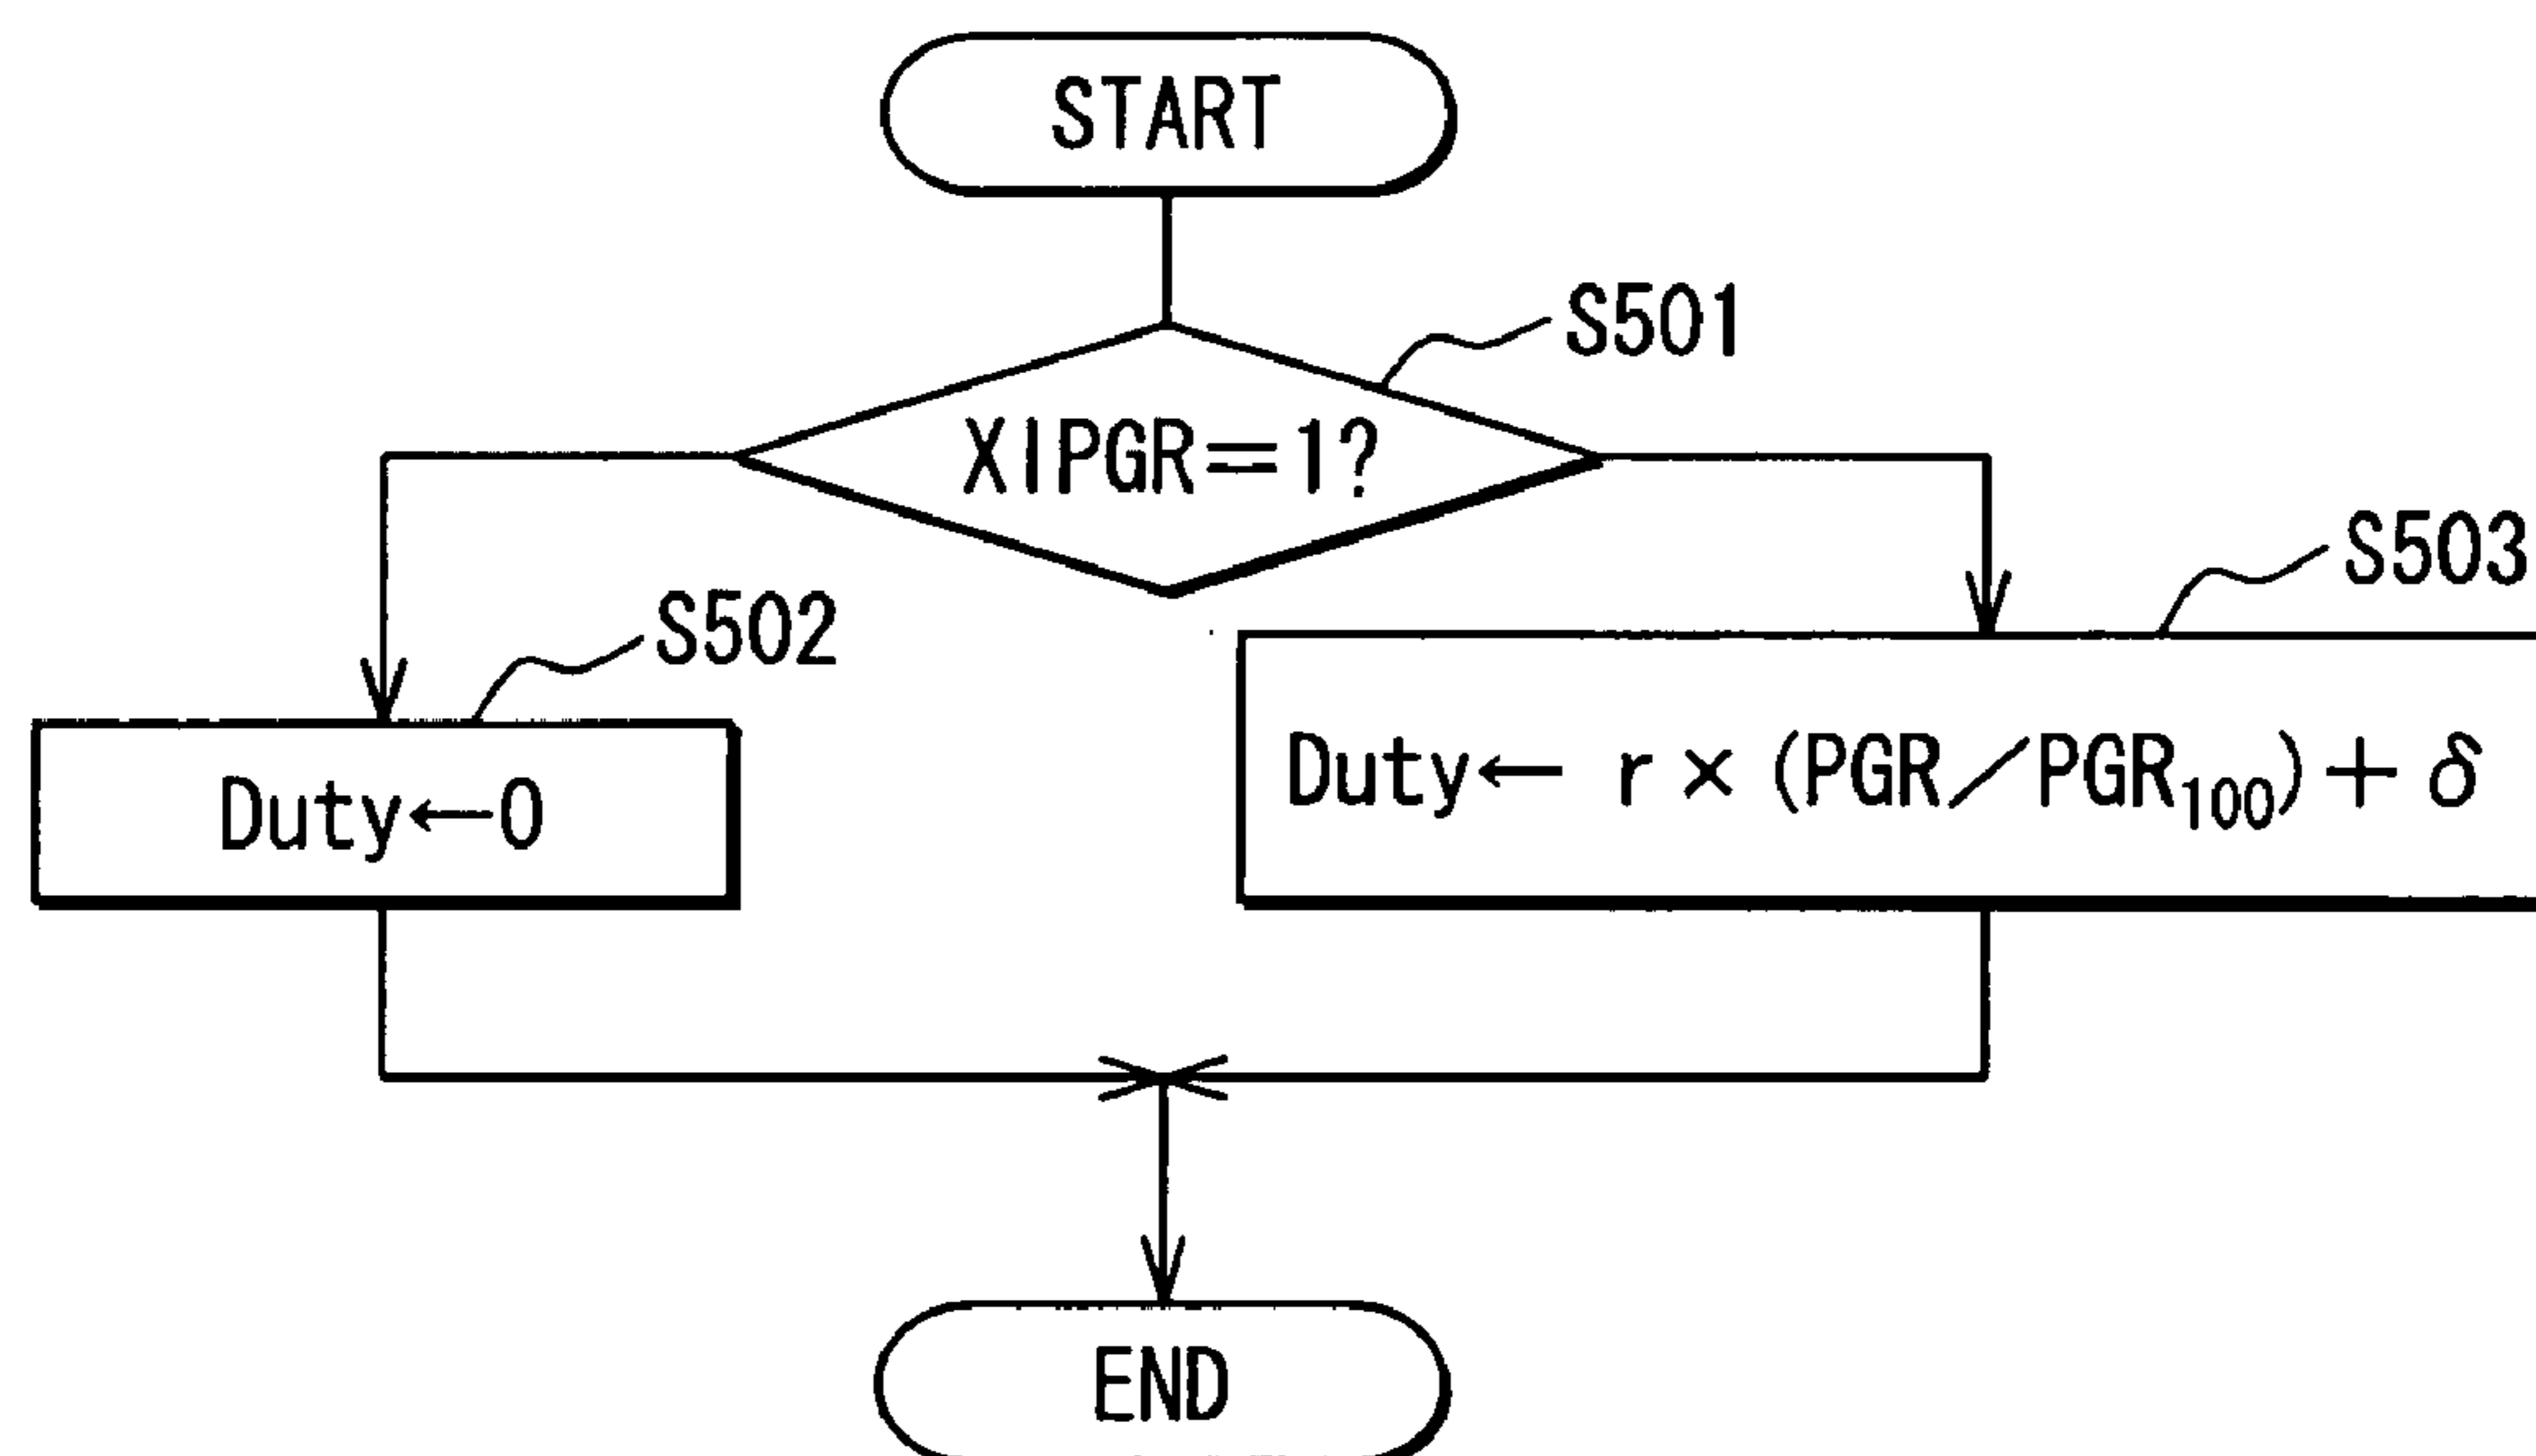 START
S501
XIPGR=1?
S503
S502
Duty← r × (PGR／PGR₁₀₀)+ δ
Duty←0
END